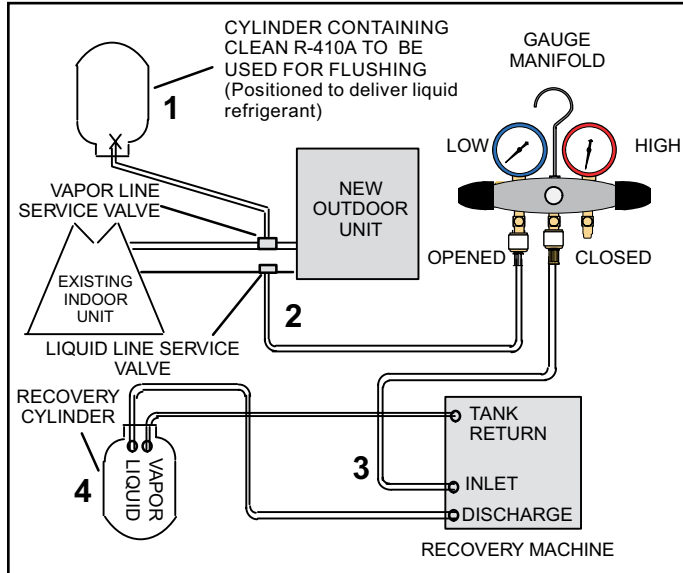 CYLINDER CONTAINING
CLEAN R-410A TO BE
USED FOR FLUSHING
(Positioned to deliver liquid
refrigerant)
1
GAUGE
MANIFOLD
LOW
HIGH
VAPOR LINE
SERVICE VALVE
NEW
OUTDOOR
UNIT
OPENED
CLOSED
EXISTING
INDOOR
UNIT
2
LIQUID LINE SERVICE
VALVE
RECOVERY
CYLINDER
TANK
RETURN
3
4
LIQUID
VAPOR
INLET
DISCHARGE
RECOVERY MACHINE